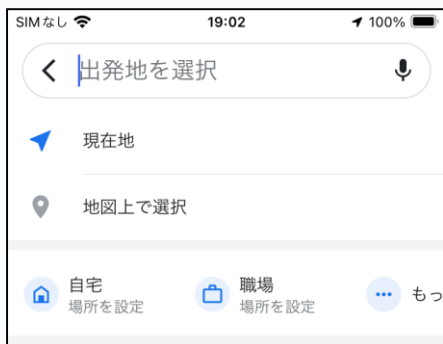 SIMなし 19:02 100%
出発地を選択
現在地
地図上で選択
自宅 職場 もっ
場所を設定 場所を設定